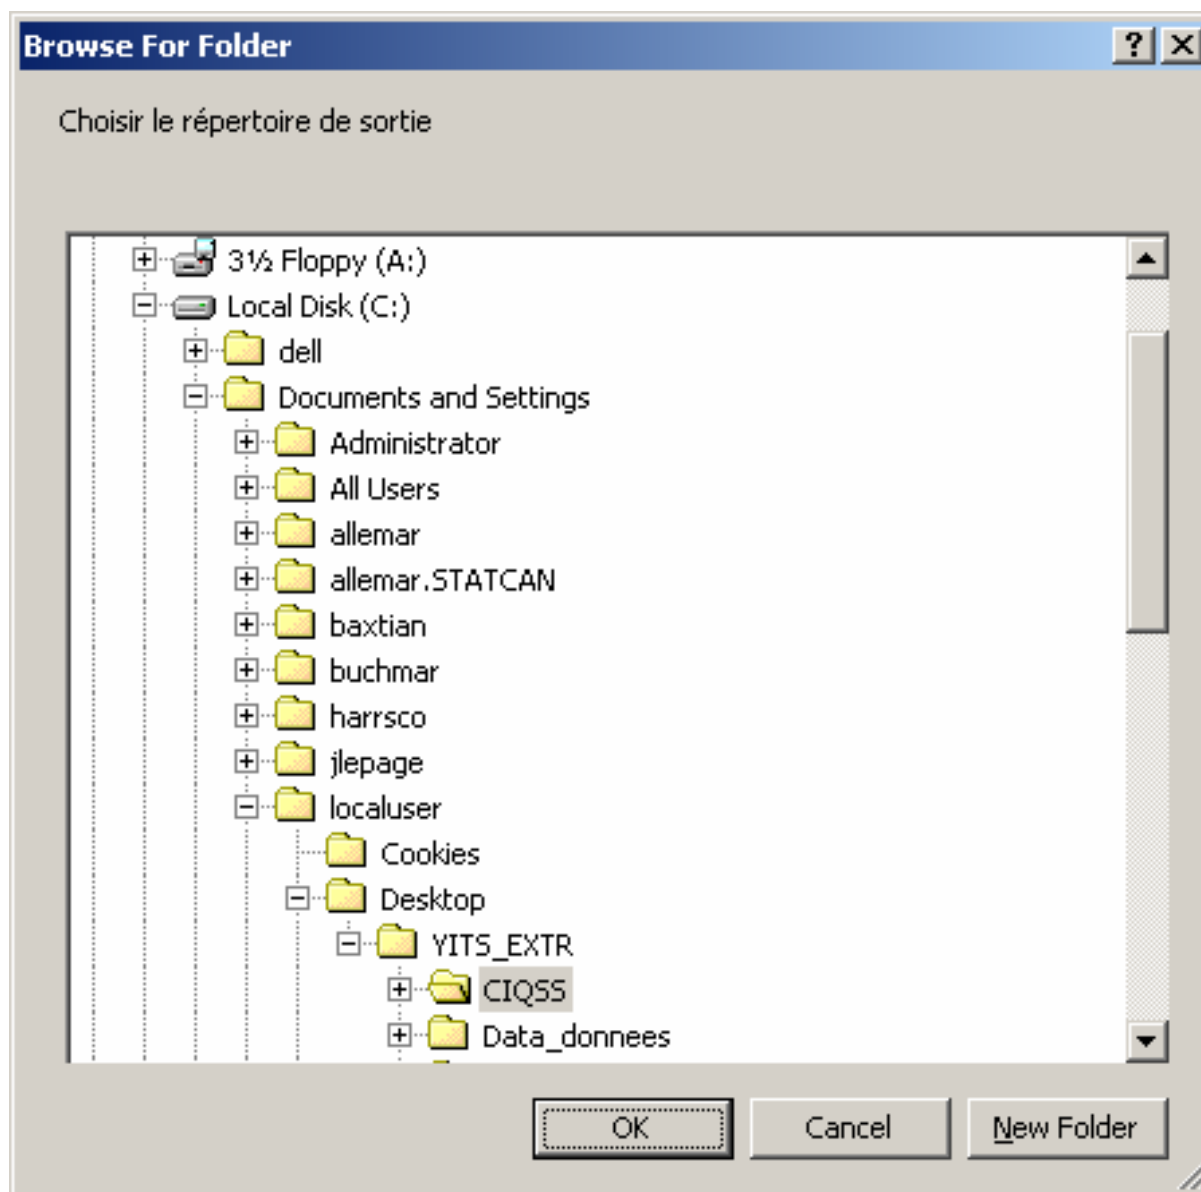 Browse For Folder
Choisir le répertoire de sortie
3½ Floppy (A:)
Local Disk (C:)
dell
Documents and Settings
Administrator
All Users
allemar
allemar.STATCAN
baxtian
buchmar
harrsco
jlepage
localuser
Cookies
Desktop
YITS_EXTR
CIQSS
Data_donnees
OK Cancel New Folder